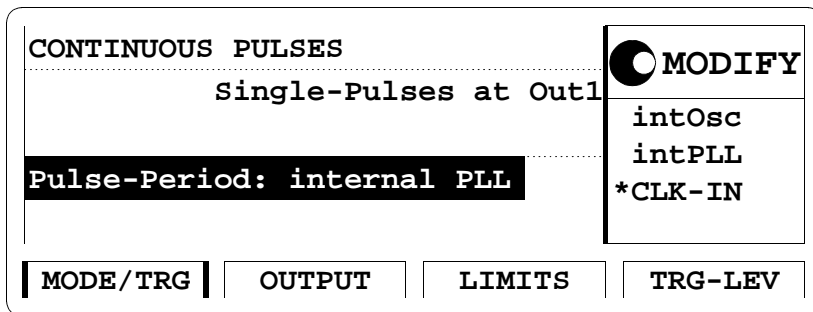 CONTINUOUS PULSES
Single-Pulses at Out1
Pulse-Period: internal PLL
MODIFY
intOsc
intPLL
*CLK-IN
MODE/TRG
OUTPUT
LIMITS
TRG-LEV